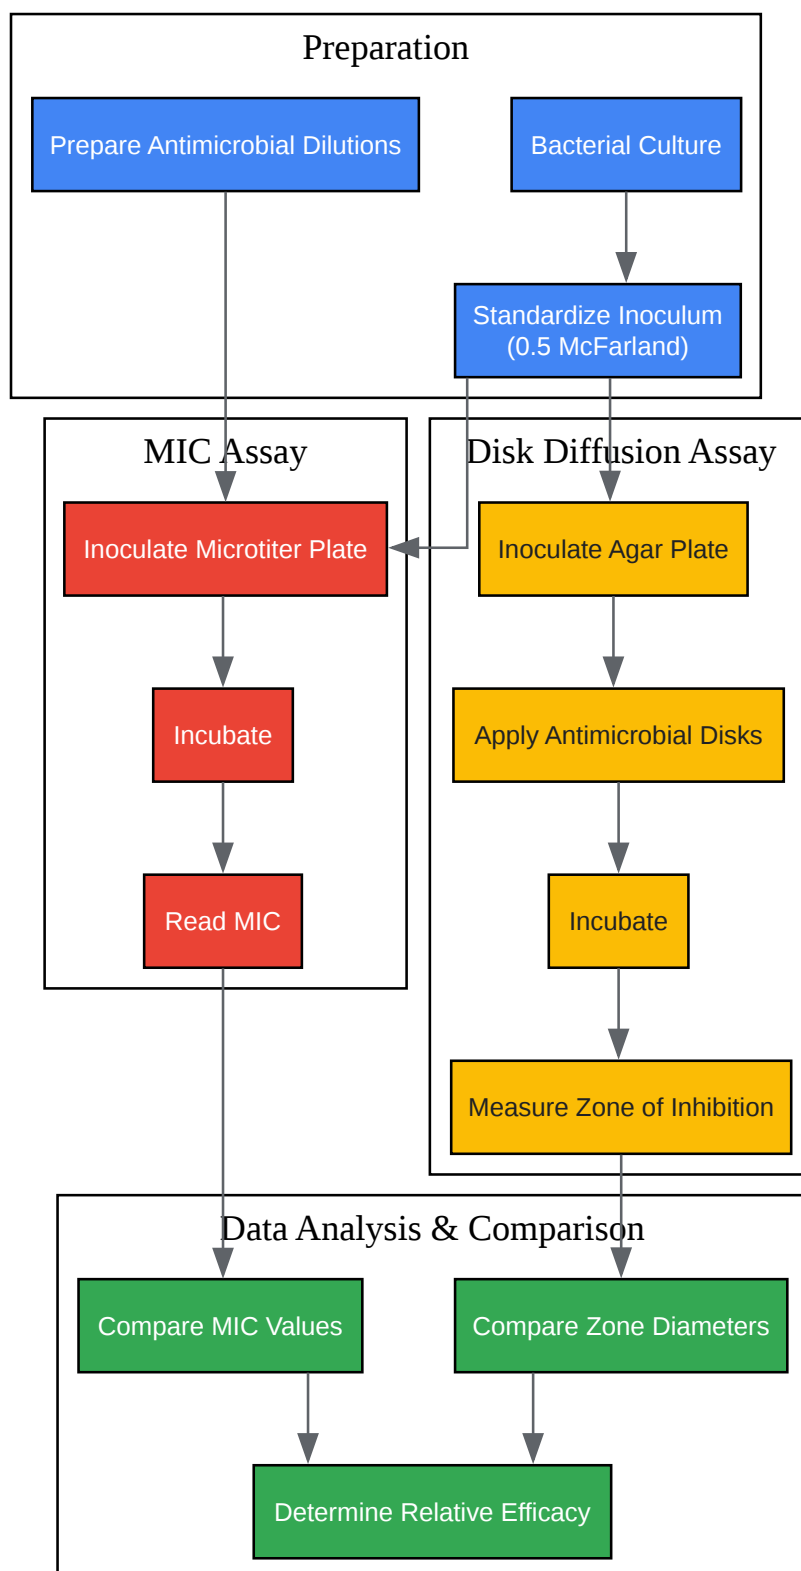 Preparation
Prepare Antimicrobial Dilutions
Bacterial Culture
Standardize Inoculum
(0.5 McFarland)
MIC Assay
Disk Diffusion Assay
Inoculate Microtiter Plate
Inoculate Agar Plate
Incubate
Apply Antimicrobial Disks
Read MIC
Incubate
Measure Zone of Inhibition
Data Analysis & Comparison
Compare MIC Values
Compare Zone Diameters
Determine Relative Efficacy